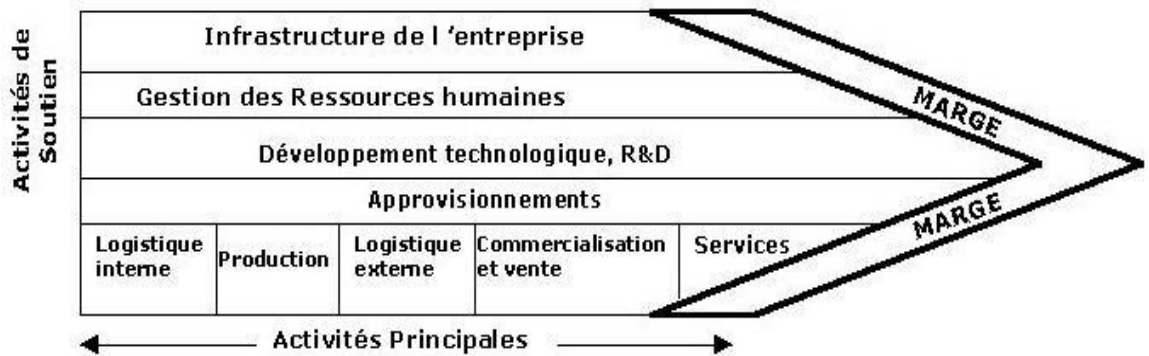 Activités de
Soutien
Infrastructure de l ‘entreprise
Gestion des Ressources humaines
Développement technologique, R&D
Approvisionnements
Logistique
interne
Production
Logistique
externe
Commercialisation
et vente
Services
MARGE
MARGE
Activités Principales